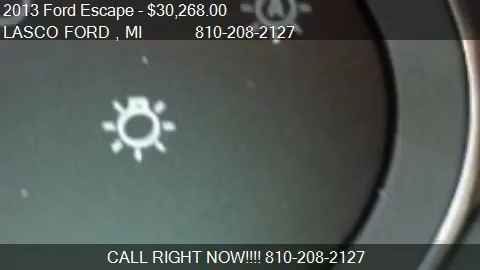 2013 Ford Escape - $30,268.00
LASCO FORD , MI 810-208-2127
A
CALL RIGHT NOW!!!! 810-208-2127